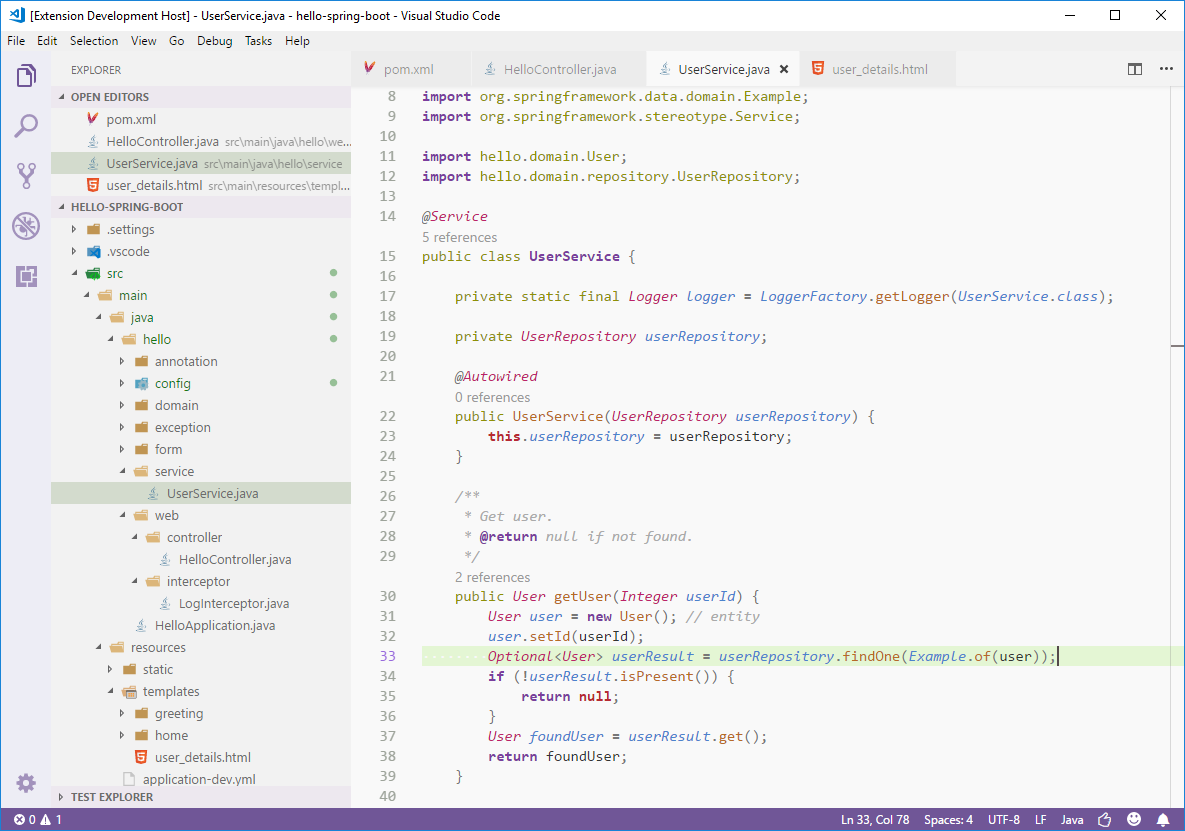 [Extension Development Host] - UserService.java - hello-spring-boot - Visual Studio Code
File Edit Selection View Go Debug Tasks Help
EXPLORER
OPEN EDITORS
pom.xml
HelloController.java src\main\java\hello\we...
UserService.java src\main\java\hello\service
user_details.html src\main\resources\templ...
HELLO-SPRING-BOOT
.settings
.vscode
src
main
java
hello
annotation
config
domain
exception
form
service
UserService.java
web
controller
HelloController.java
interceptor
LogInterceptor.java
HelloApplication.java
resources
static
templates
greeting
home
user_details.html
application-dev.yml
TEST EXPLORER
pom.xml HelloController.java UserService.java user_details.html
8 import org.springframework.data.domain.Example;
9 import org.springframework.stereotype.Service;
10
11 import hello.domain.User;
12 import hello.domain.repository.UserRepository;
13
14 @Service
5 references
15 public class UserService {
16
17 private static final Logger logger = LoggerFactory.getLogger(UserService.class);
18
19 private UserRepository userRepository;
20
21 @Autowired
0 references
22 public UserService(UserRepository userRepository) {
23 this.userRepository = userRepository;
24 }
25
26 /**
27 * Get user.
28 * @return null if not found.
29 */
2 references
30 public User getUser(Integer userId) {
31 User user = new User(); // entity
32 user.setId(userId);
33 Optional<User> userResult = userRepository.findOne(Example.of(user));
34 if (!userResult.isPresent()) {
35 return null;
36 }
37 User foundUser = userResult.get();
38 return foundUser;
39 }
40
0 1 Ln 33, Col 78 Spaces: 4 UTF-8 LF Java